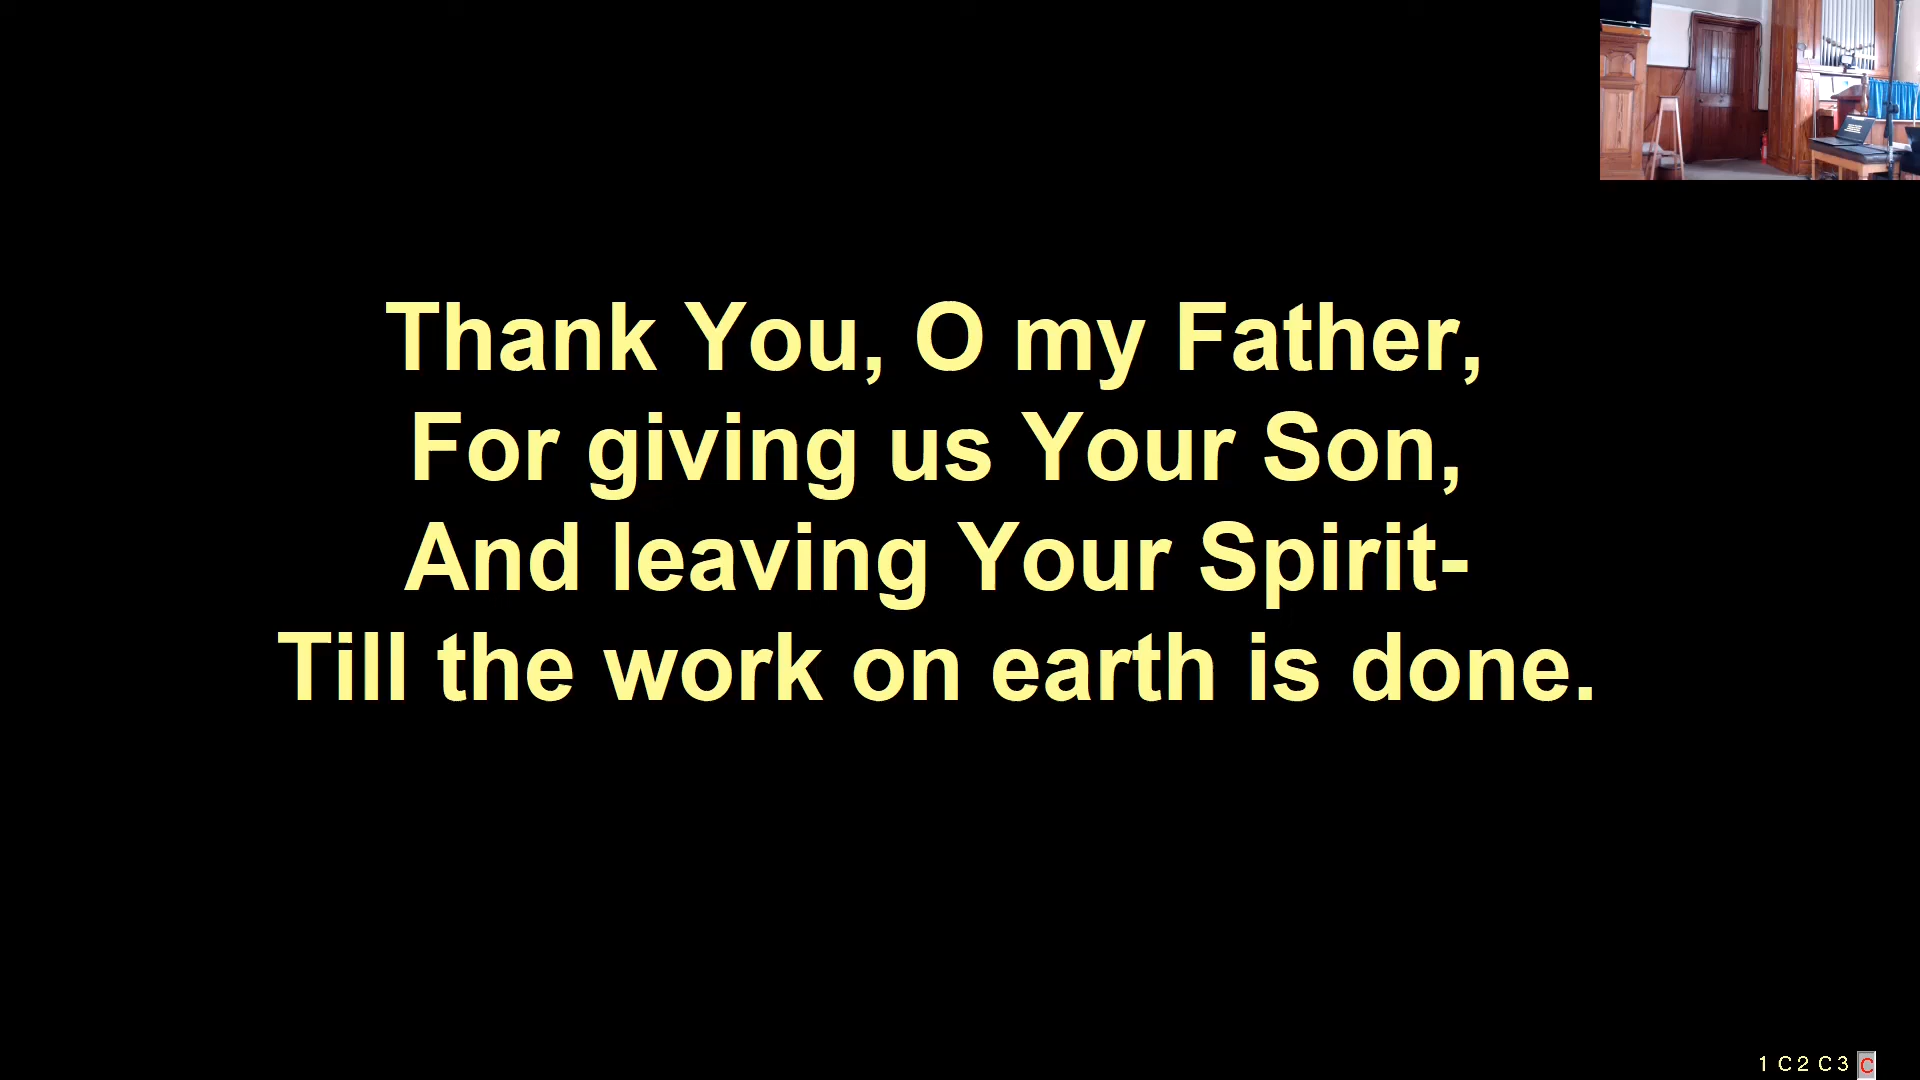 Thank You, O my Father,
For giving us Your Son,
And leaving Your Spirit-
Till the work on earth is done.
1 C 2 C 3 C